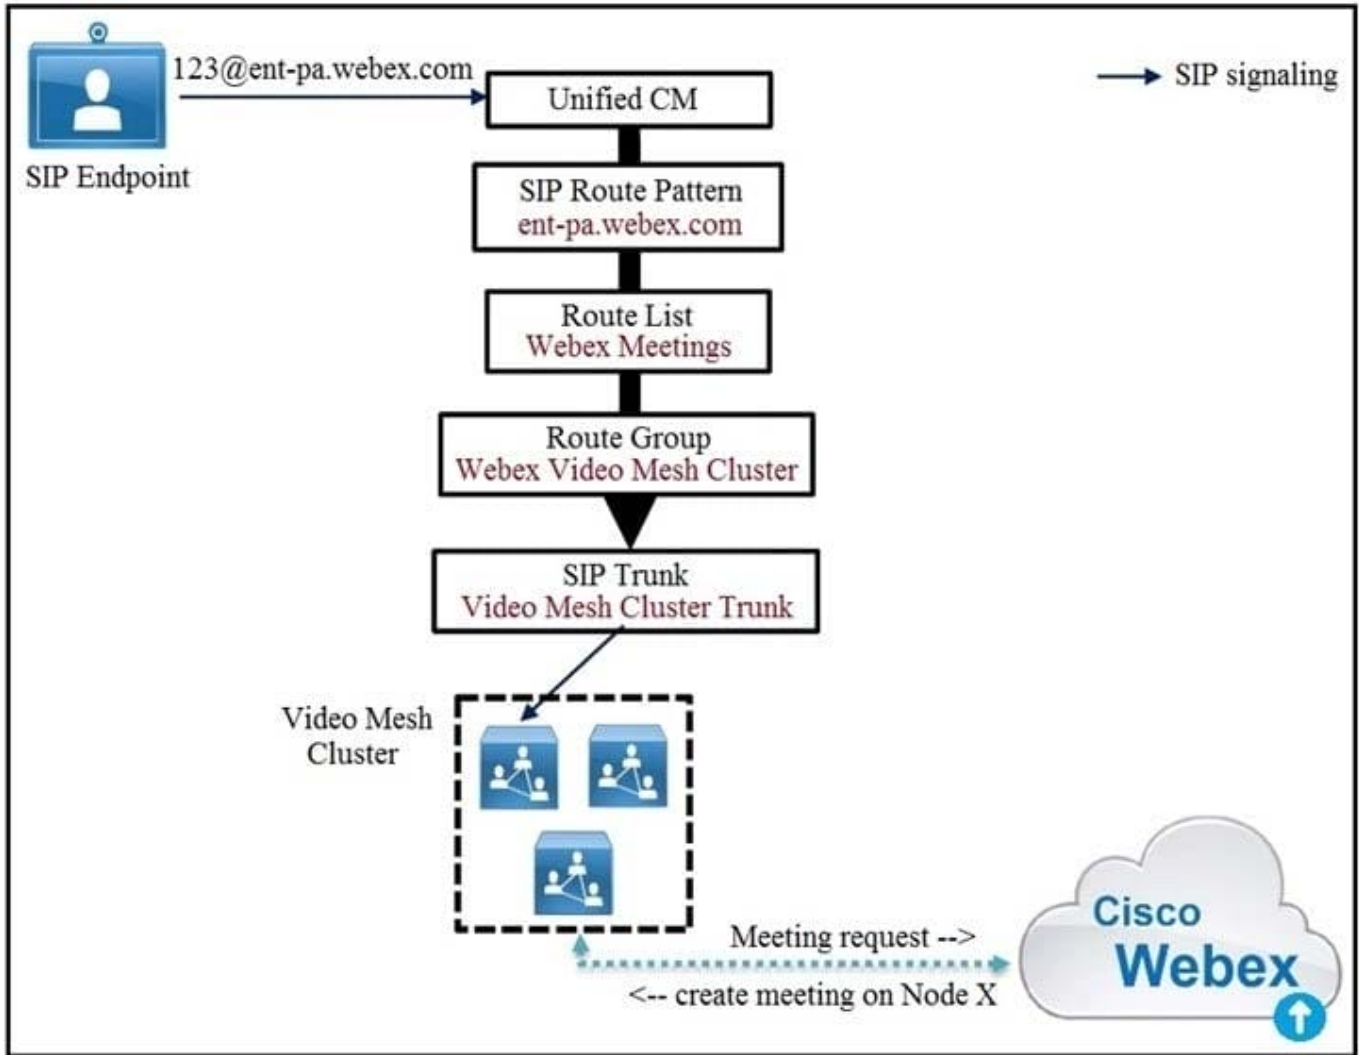 123@ent-pa.webex.com
SIP signaling
SIP Endpoint
Unified CM
SIP Route Pattern
ent-pa.webex.com
Route List
Webex Meetings
Route Group
Webex Video Mesh Cluster
SIP Trunk
Video Mesh Cluster Trunk
Video Mesh
Cluster
Meeting request -->
<-- create meeting on Node X
Cisco
Webex